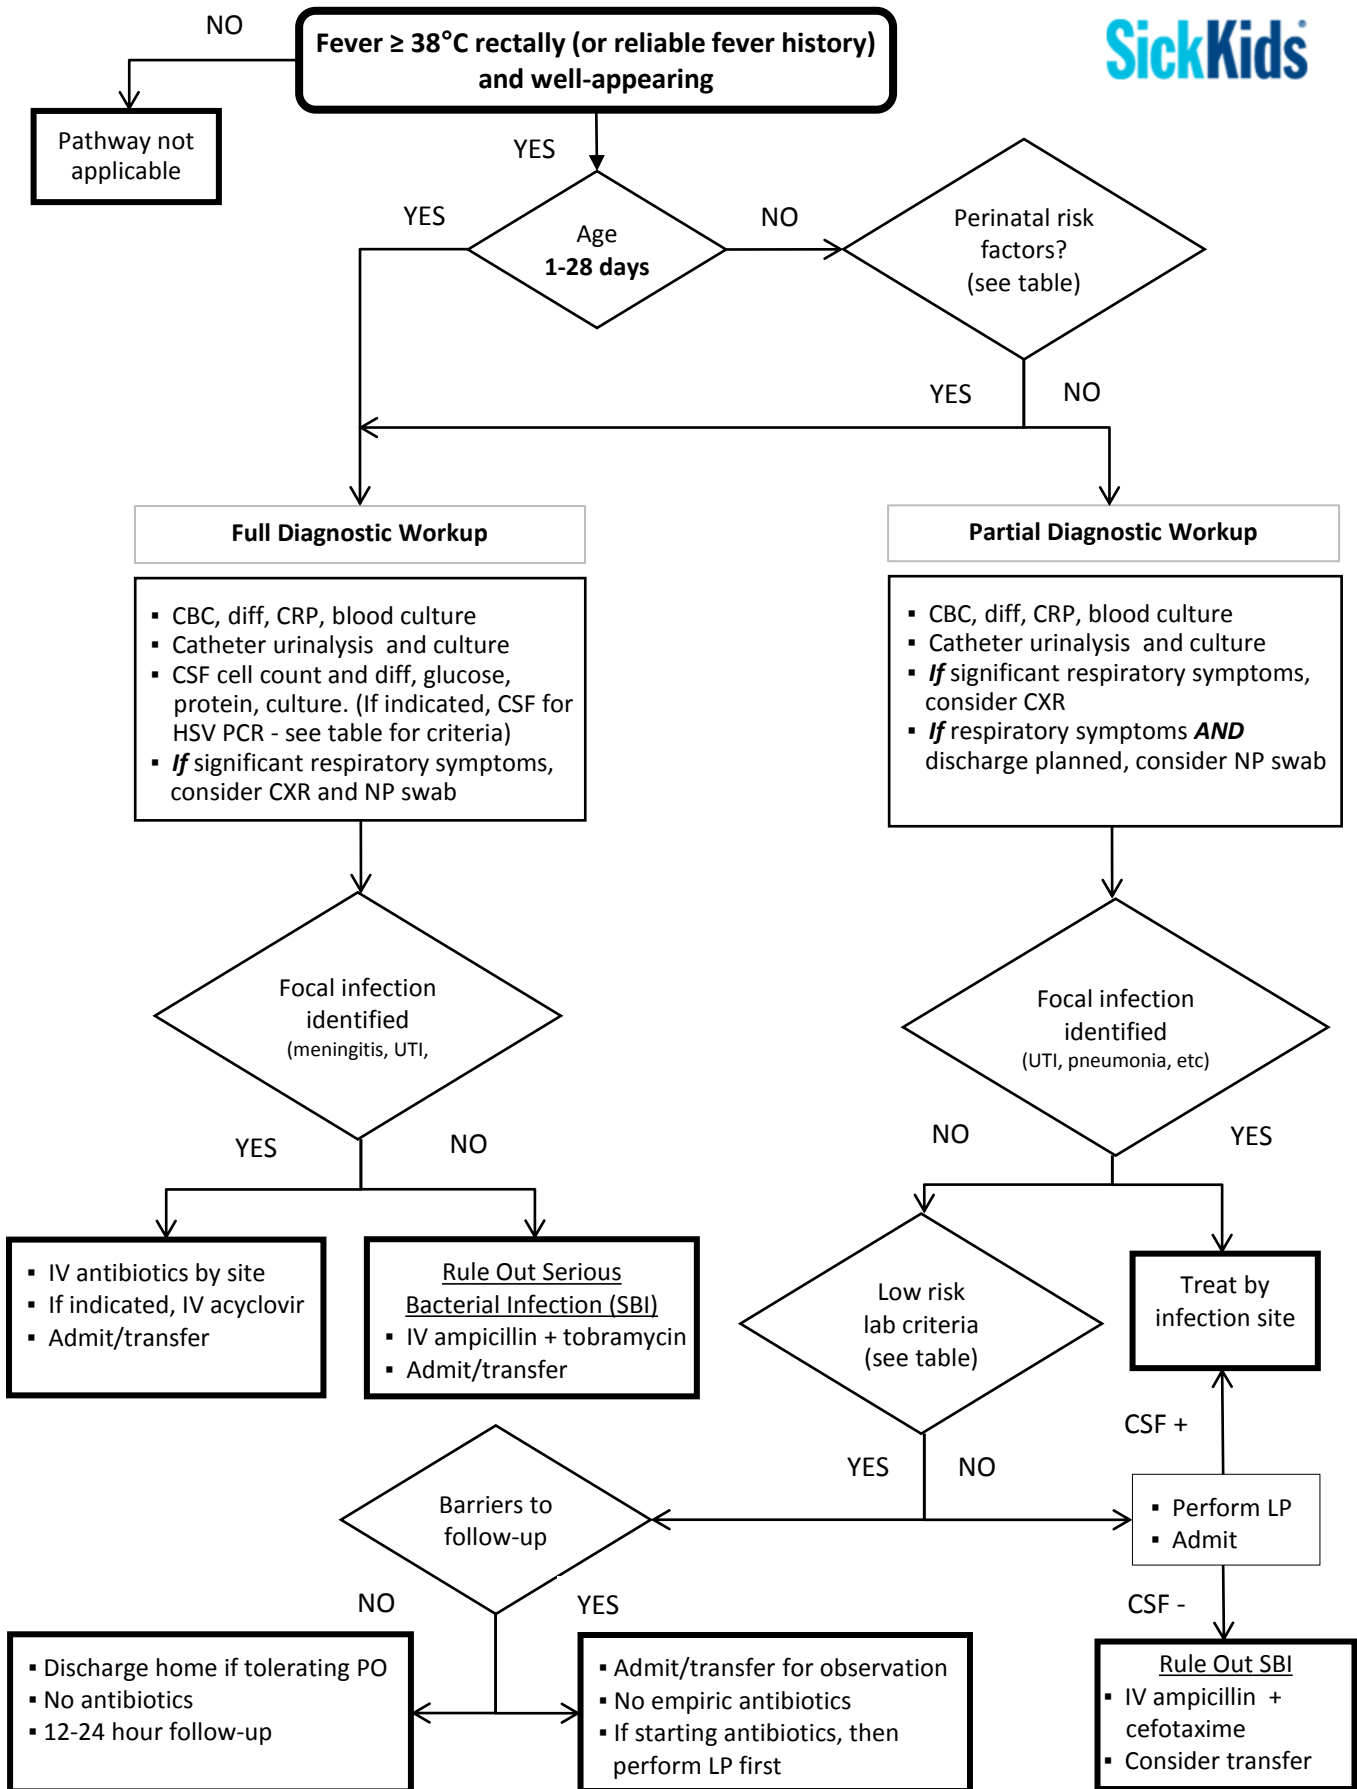 NO
Fever ≥ 38°C rectally (or reliable fever history)
and well-appearing
SickKids®
Pathway not
applicable
YES
YES
Age
1-28 days
NO
Perinatal risk
factors?
(see table)
YES
NO
Full Diagnostic Workup
▪ CBC, diff, CRP, blood culture
▪ Catheter urinalysis and culture
▪ CSF cell count and diff, glucose,
protein, culture. (If indicated, CSF for
HSV PCR - see table for criteria)
▪ If significant respiratory symptoms,
consider CXR and NP swab
Partial Diagnostic Workup
▪ CBC, diff, CRP, blood culture
▪ Catheter urinalysis and culture
▪ If significant respiratory symptoms,
consider CXR
▪ If respiratory symptoms AND
discharge planned, consider NP swab
Focal infection
identified
(meningitis, UTI,
YES
NO
Focal infection
identified
(UTI, pneumonia, etc)
NO
YES
▪ IV antibiotics by site
▪ If indicated, IV acyclovir
▪ Admit/transfer
Rule Out Serious
Bacterial Infection (SBI)
▪ IV ampicillin + tobramycin
▪ Admit/transfer
Low risk
lab criteria
(see table)
Treat by
infection site
CSF +
YES
NO
Barriers to
follow-up
▪ Perform LP
▪ Admit
NO
YES
CSF -
▪ Discharge home if tolerating PO
▪ No antibiotics
▪ 12-24 hour follow-up
▪ Admit/transfer for observation
▪ No empiric antibiotics
▪ If starting antibiotics, then
perform LP first
Rule Out SBI
▪ IV ampicillin +
cefotaxime
▪ Consider transfer